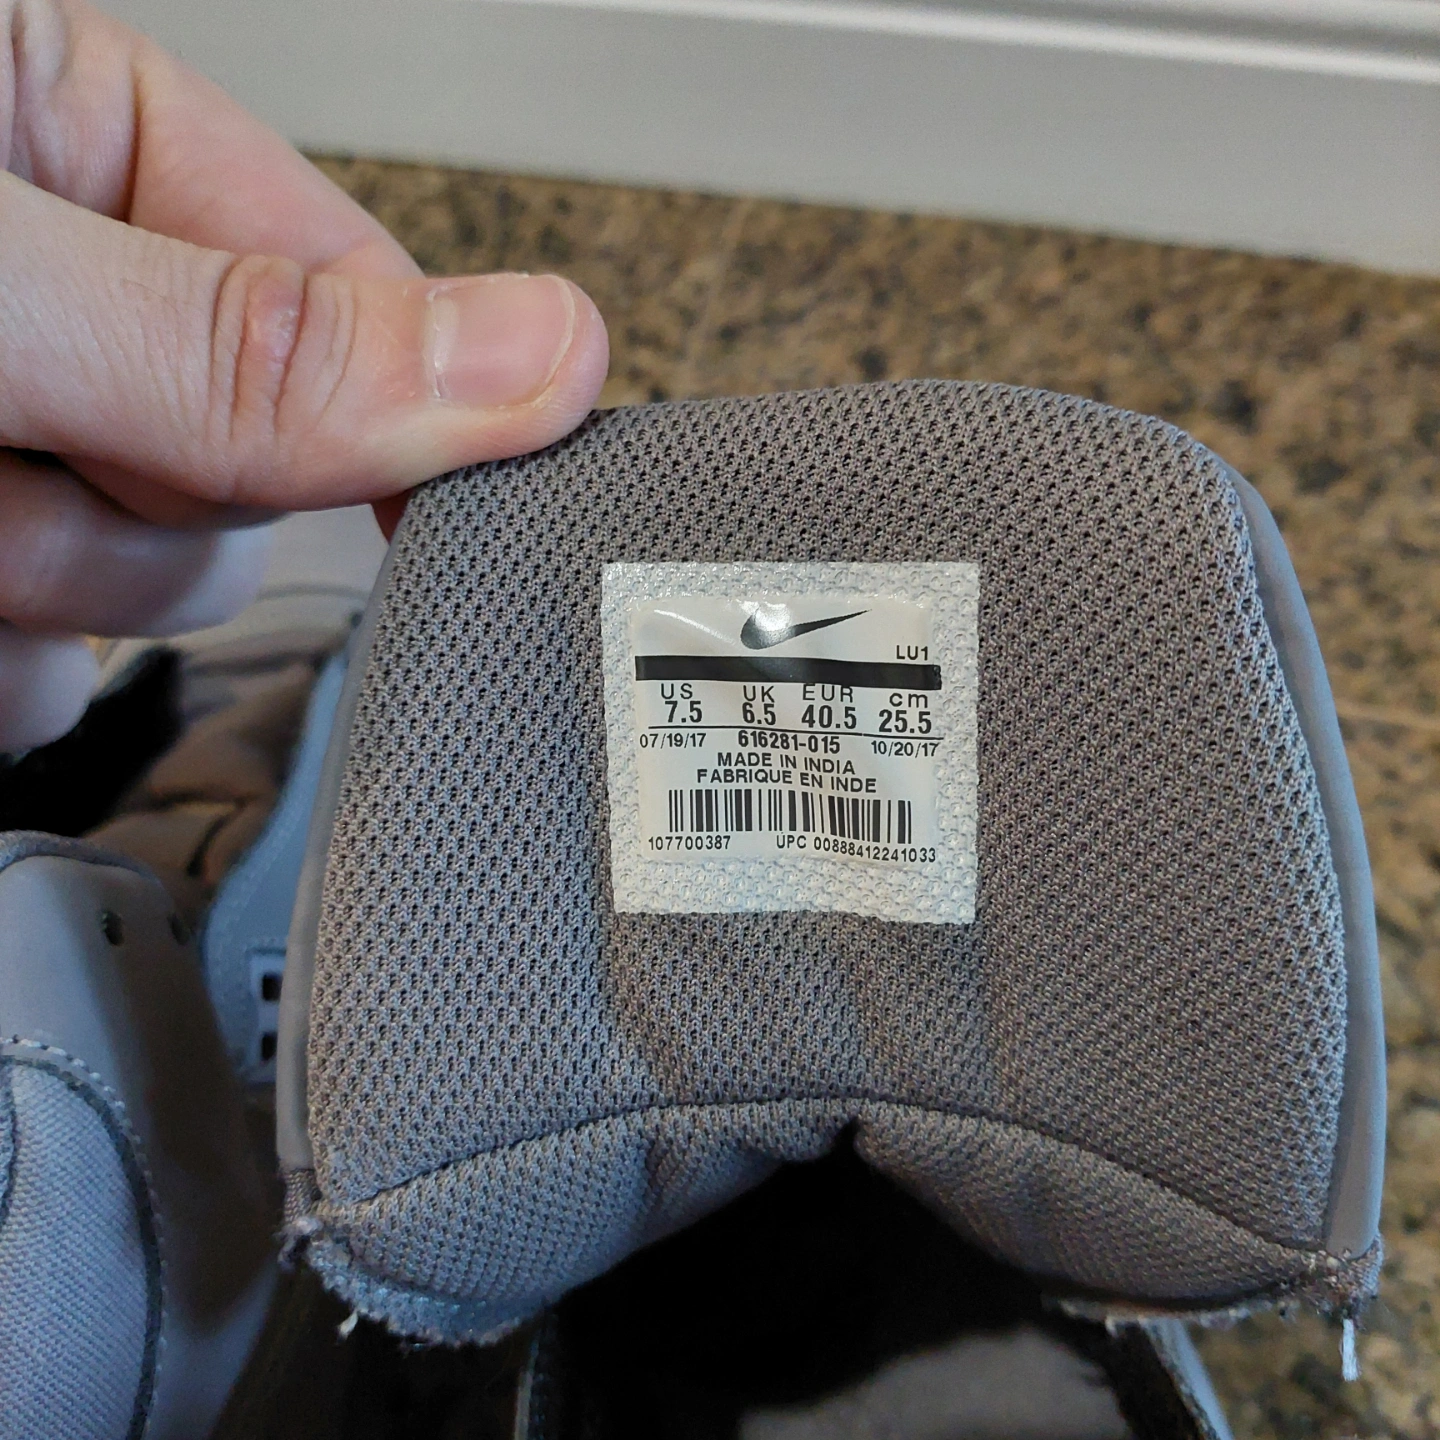 LU1
US UK EUR cm
7.5 6.5 40.5 25.5
07/19/17 616281-015 10/20/17
MADE IN INDIA
FABRIQUE EN INDE
107700387 UPC 00888412241033